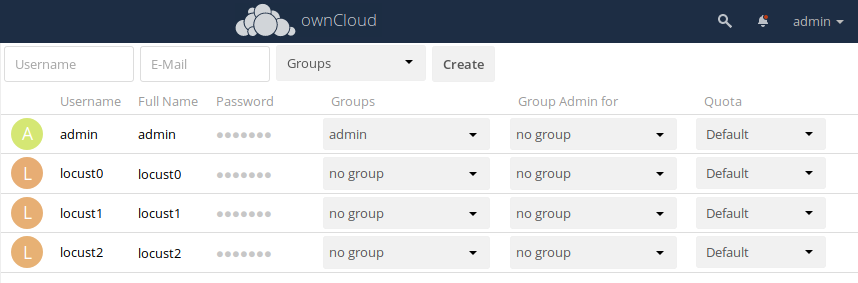 ownCloud admin
Username E-Mail Groups Create
Username Full Name Password Groups Group Admin for Quota
A admin admin ●●●●●●● admin no group Default
L locust0 locust0 ●●●●●●● no group no group Default
L locust1 locust1 ●●●●●●● no group no group Default
L locust2 locust2 ●●●●●●● no group no group Default